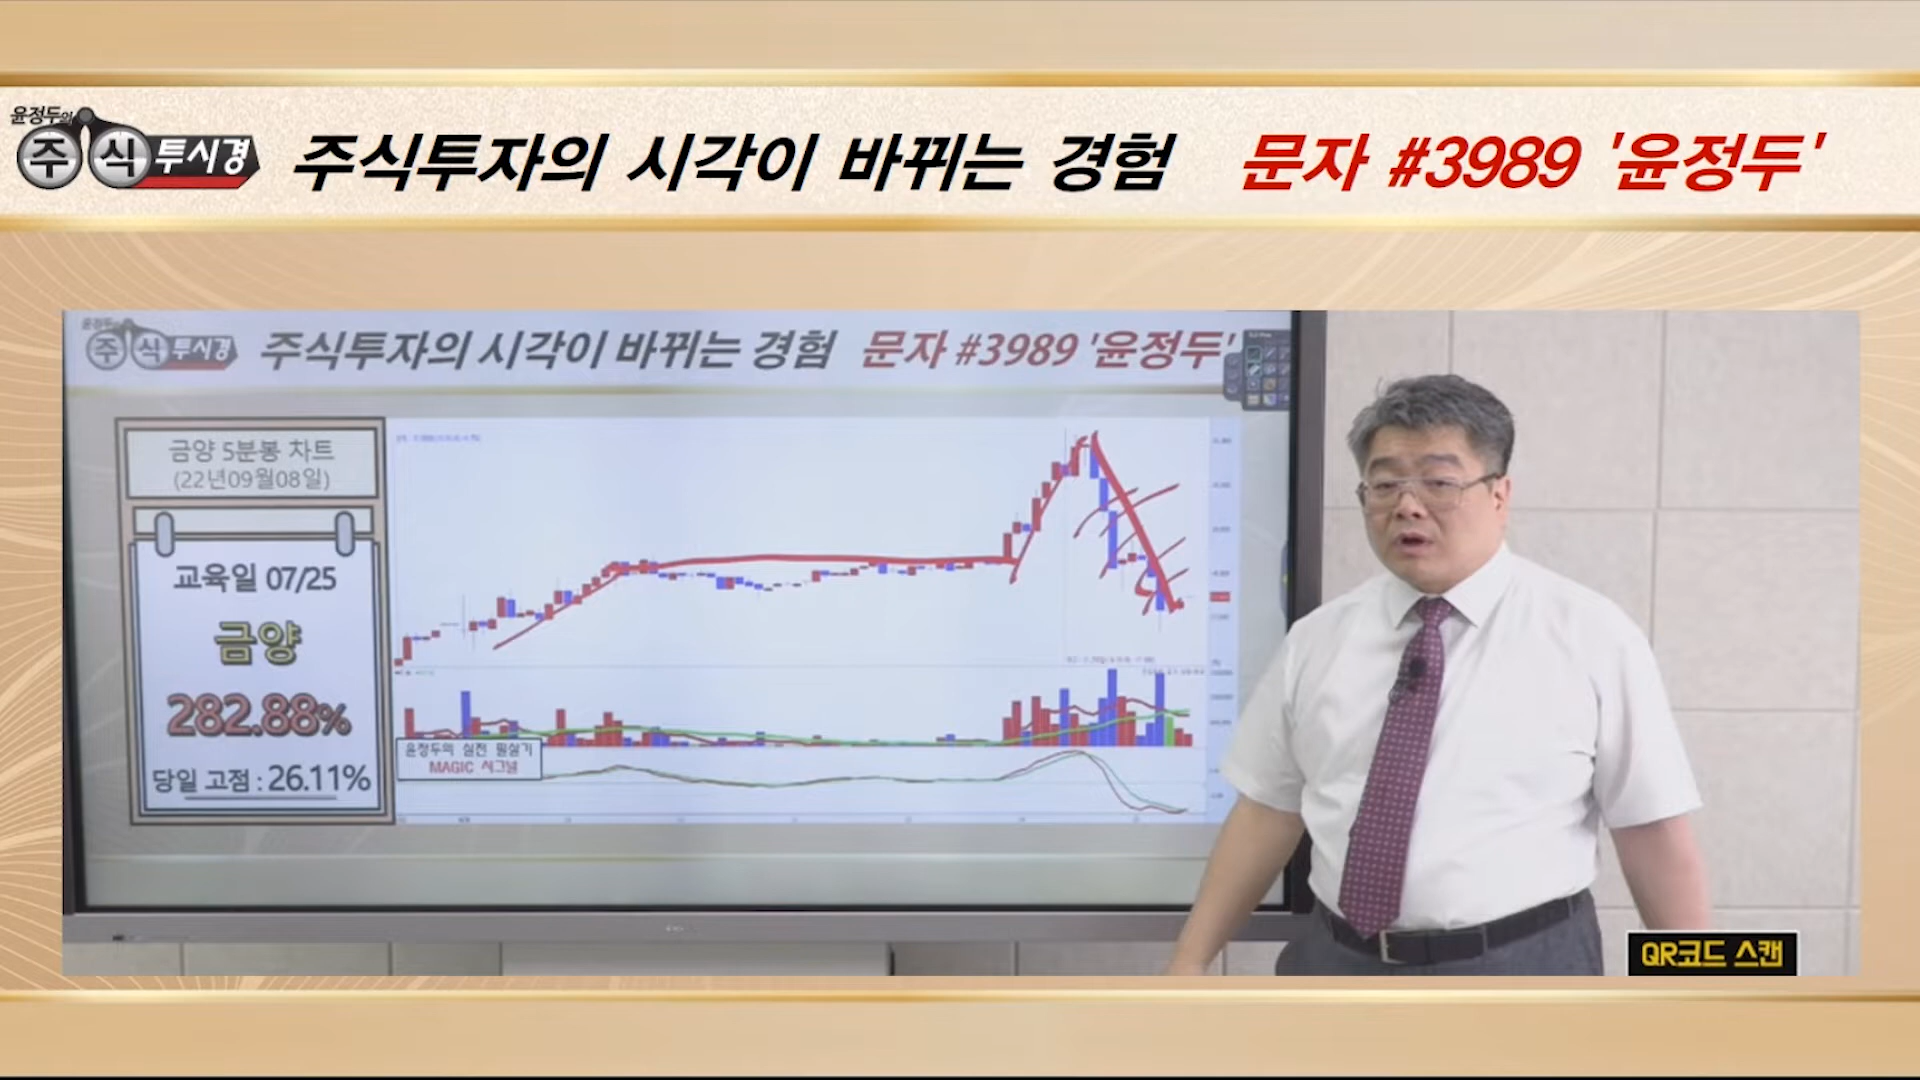 윤정두의
주식투시경 주식투자의 시각이 바뀌는 경험 문자 #3989 '윤정두'
윤정두의
주식투시경 주식투자의 시각이 바뀌는 경험 문자 #3989 '윤정두'
금양 5분봉 차트
(22년09월08일)
교육일 07/25
금양
282.88%
당일 고점 : 26.11%
윤정두의 실전 필살기
MAGIC 시그널
QR코드 스캔